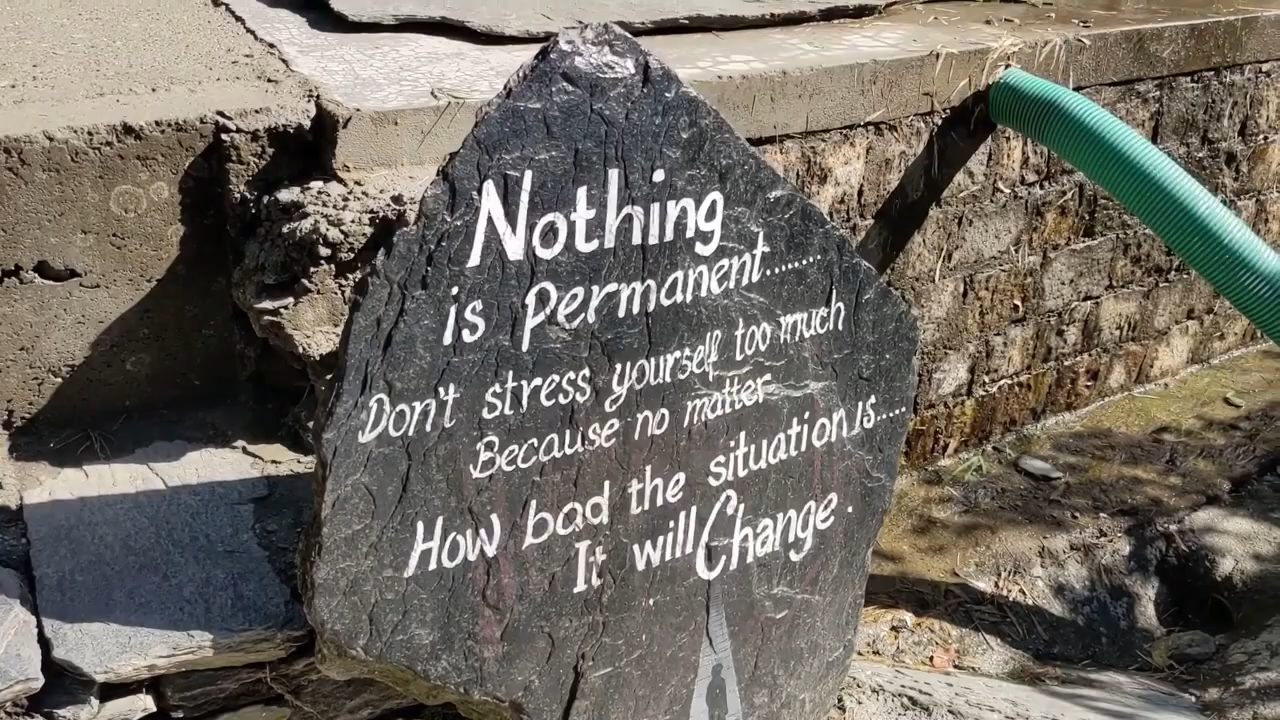 Nothing
is Permanent........
Don't stress yourself too much
Because no matter
How bad the situation is.....
It will Change.